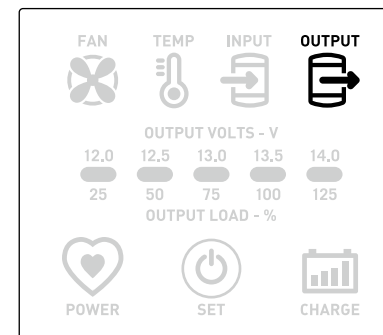 FAN TEMP INPUT OUTPUT
OUTPUT VOLTS - V
12.0 12.5 13.0 13.5 14.0
25 50 75 100 125
OUTPUT LOAD - %
POWER SET CHARGE